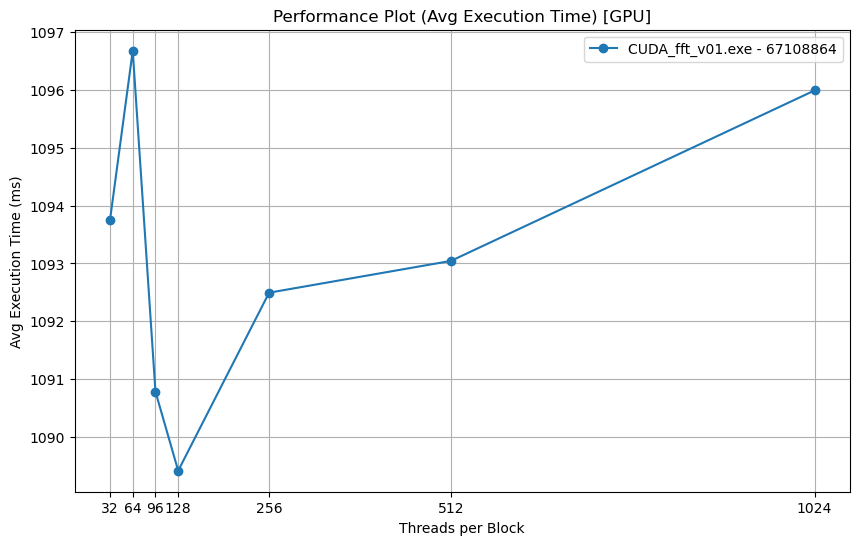 Performance Plot (Avg Execution Time) [GPU]
CUDA_fft_v01.exe - 67108864
Avg Execution Time (ms)
1097
1096
1095
1094
1093
1092
1091
1090
32 64 96 128 256 512 1024
Threads per Block